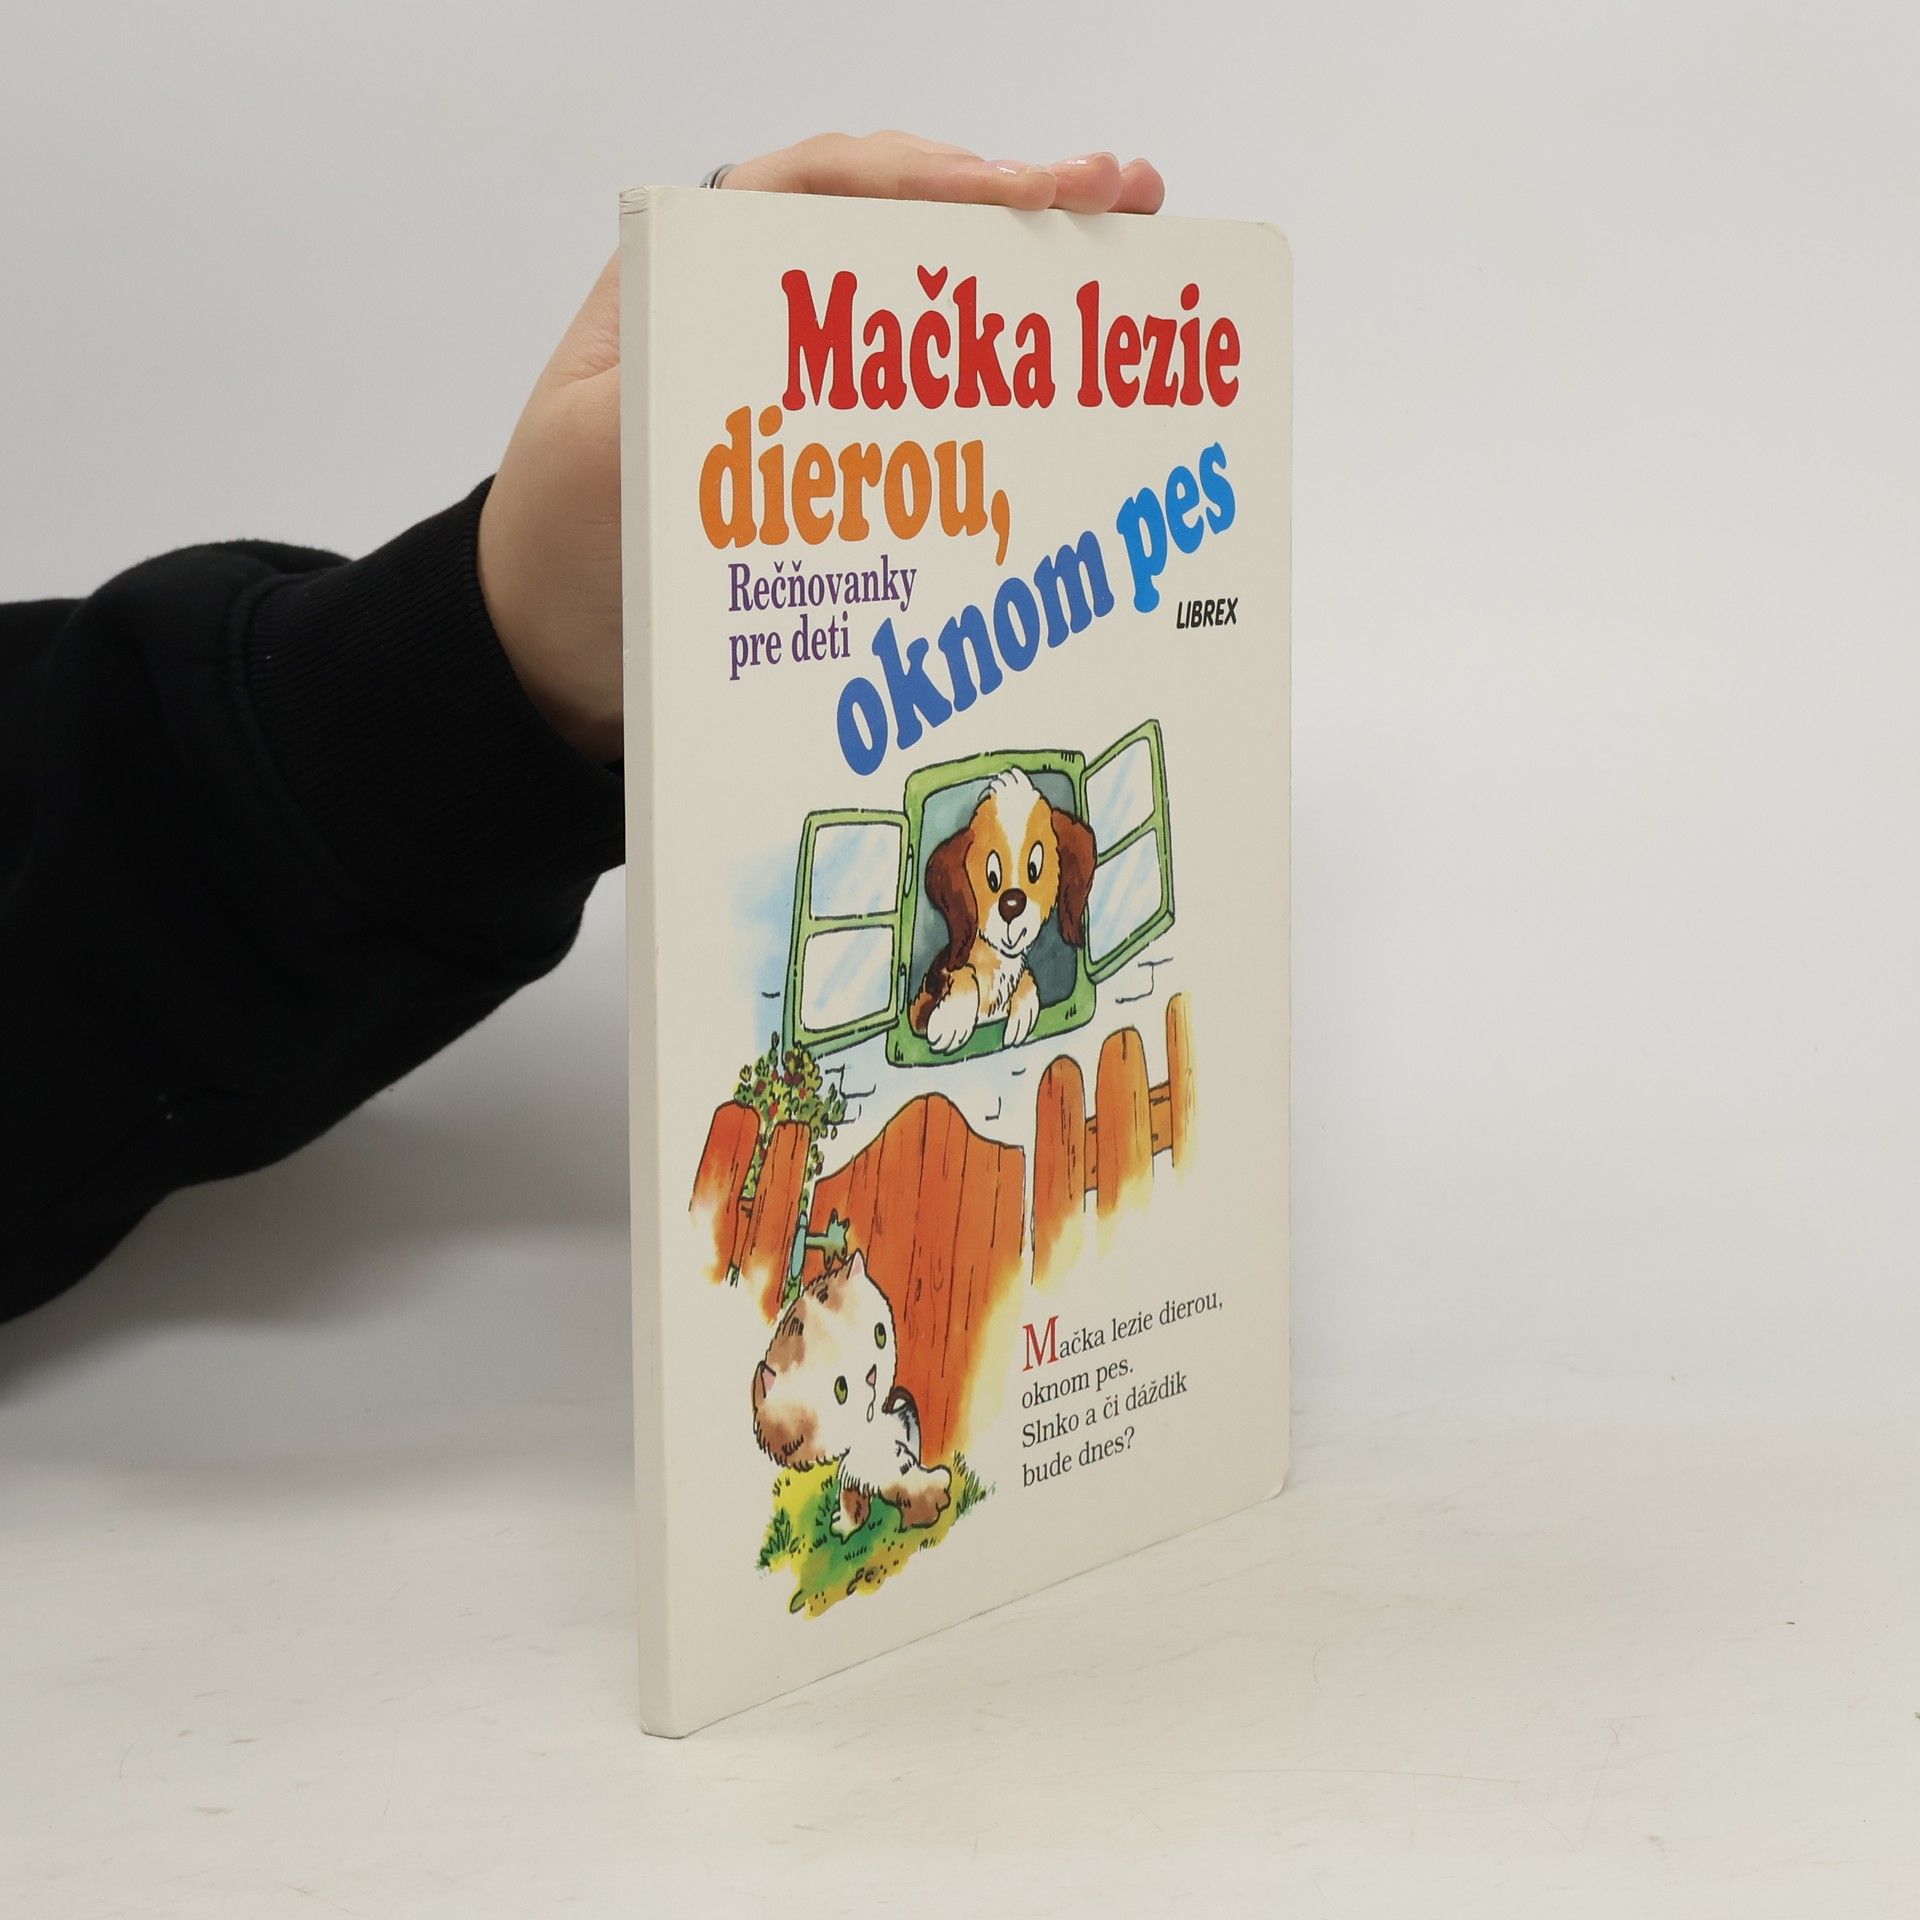 Mačka lezie
dierou,
oknom pes
Rečňovanky
pre deti
LIBREX
Mačka lezie dierou,
oknom pes.
Slnko a či dáždik
bude dnes?